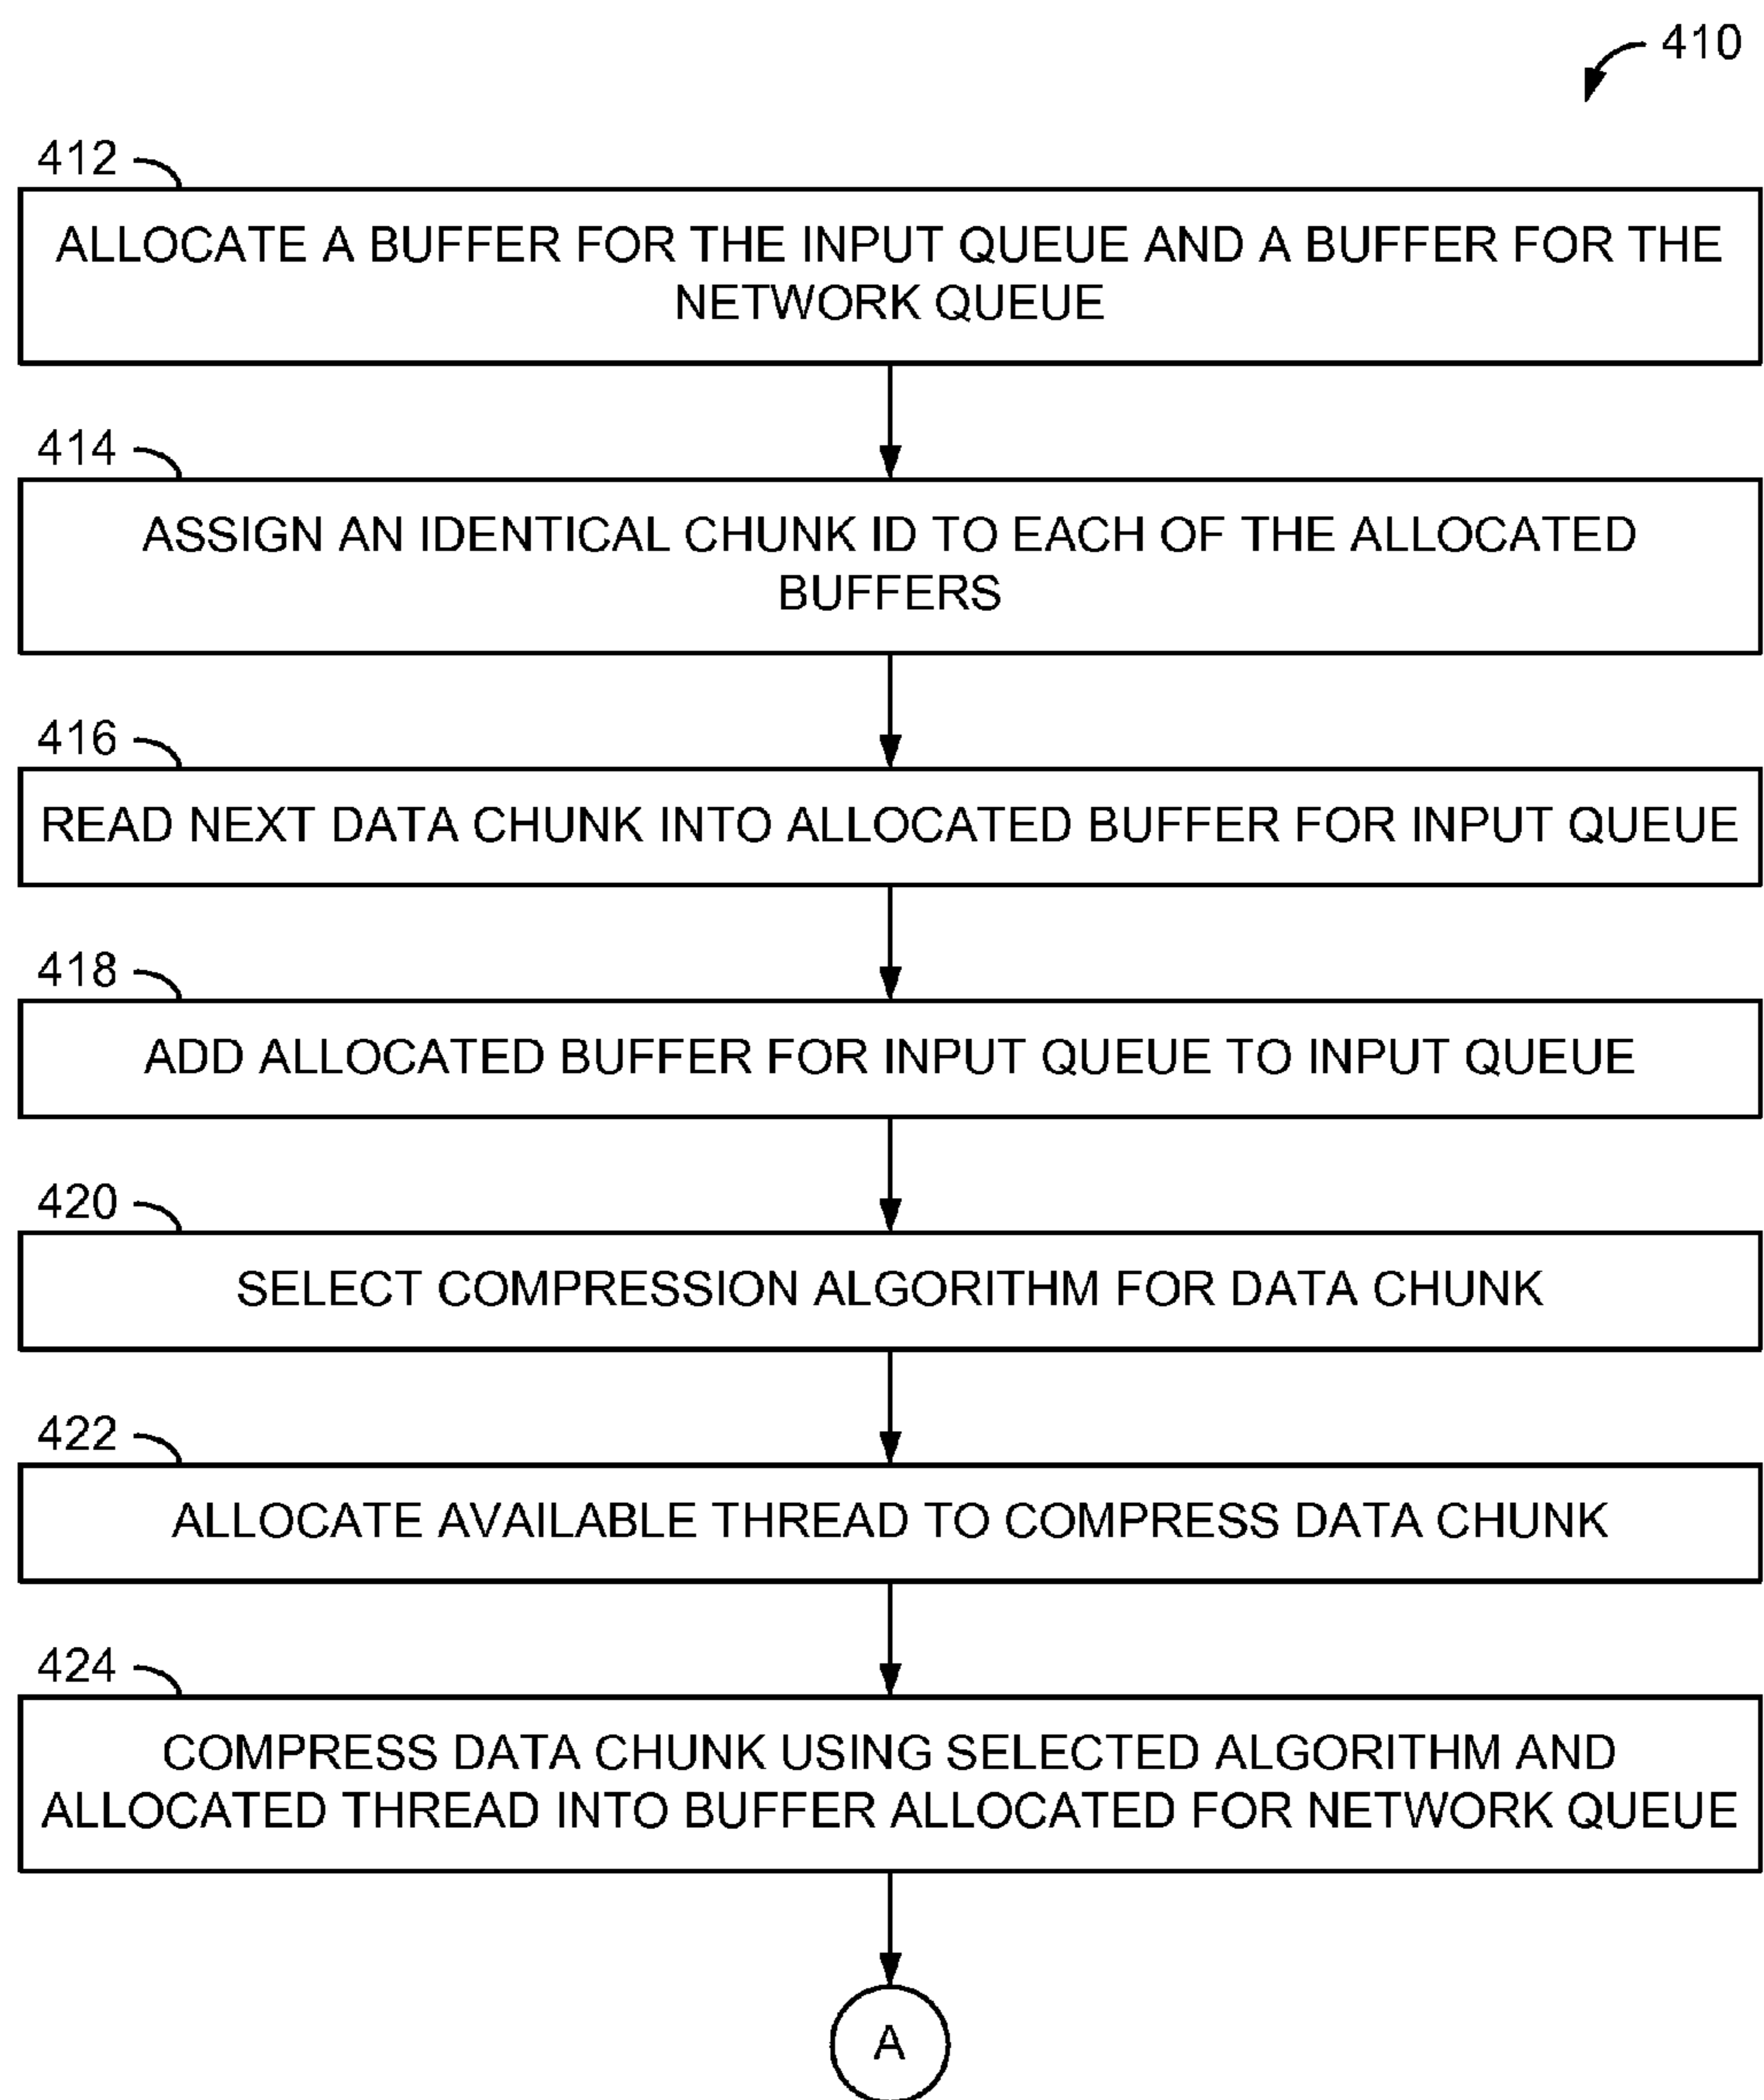 410
412
ALLOCATE A BUFFER FOR THE INPUT QUEUE AND A BUFFER FOR THE
NETWORK QUEUE
414
ASSIGN AN IDENTICAL CHUNK ID TO EACH OF THE ALLOCATED
BUFFERS
416
READ NEXT DATA CHUNK INTO ALLOCATED BUFFER FOR INPUT QUEUE
418
ADD ALLOCATED BUFFER FOR INPUT QUEUE TO INPUT QUEUE
420
SELECT COMPRESSION ALGORITHM FOR DATA CHUNK
422
ALLOCATE AVAILABLE THREAD TO COMPRESS DATA CHUNK
424
COMPRESS DATA CHUNK USING SELECTED ALGORITHM AND
ALLOCATED THREAD INTO BUFFER ALLOCATED FOR NETWORK QUEUE
A